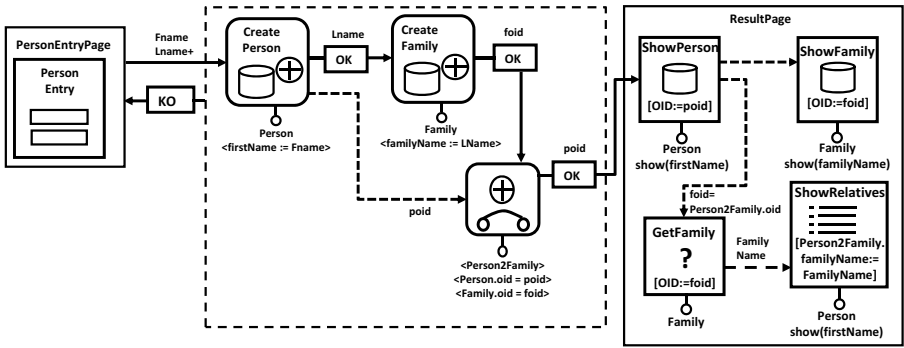 PersonEntryPage
Person
Entry
Fname
Lname+
KO
Create
Person
Person
<firstName := Fname>
Lname
OK
Create
Family
Family
<familyName := LName>
foid
OK
poid
<Person2Family>
<Person.oid = poid>
<Family.oid = foid>
poid
OK
ResultPage
ShowPerson
[OID:=poid]
Person
show(firstName)
ShowFamily
[OID:=foid]
Family
show(familyName)
foid=
Person2Family.oid
GetFamily
?
[OID:=foid]
Family
Family
Name
ShowRelatives
[Person2Family.
familyName:=
FamilyName]
Person
show(firstName)